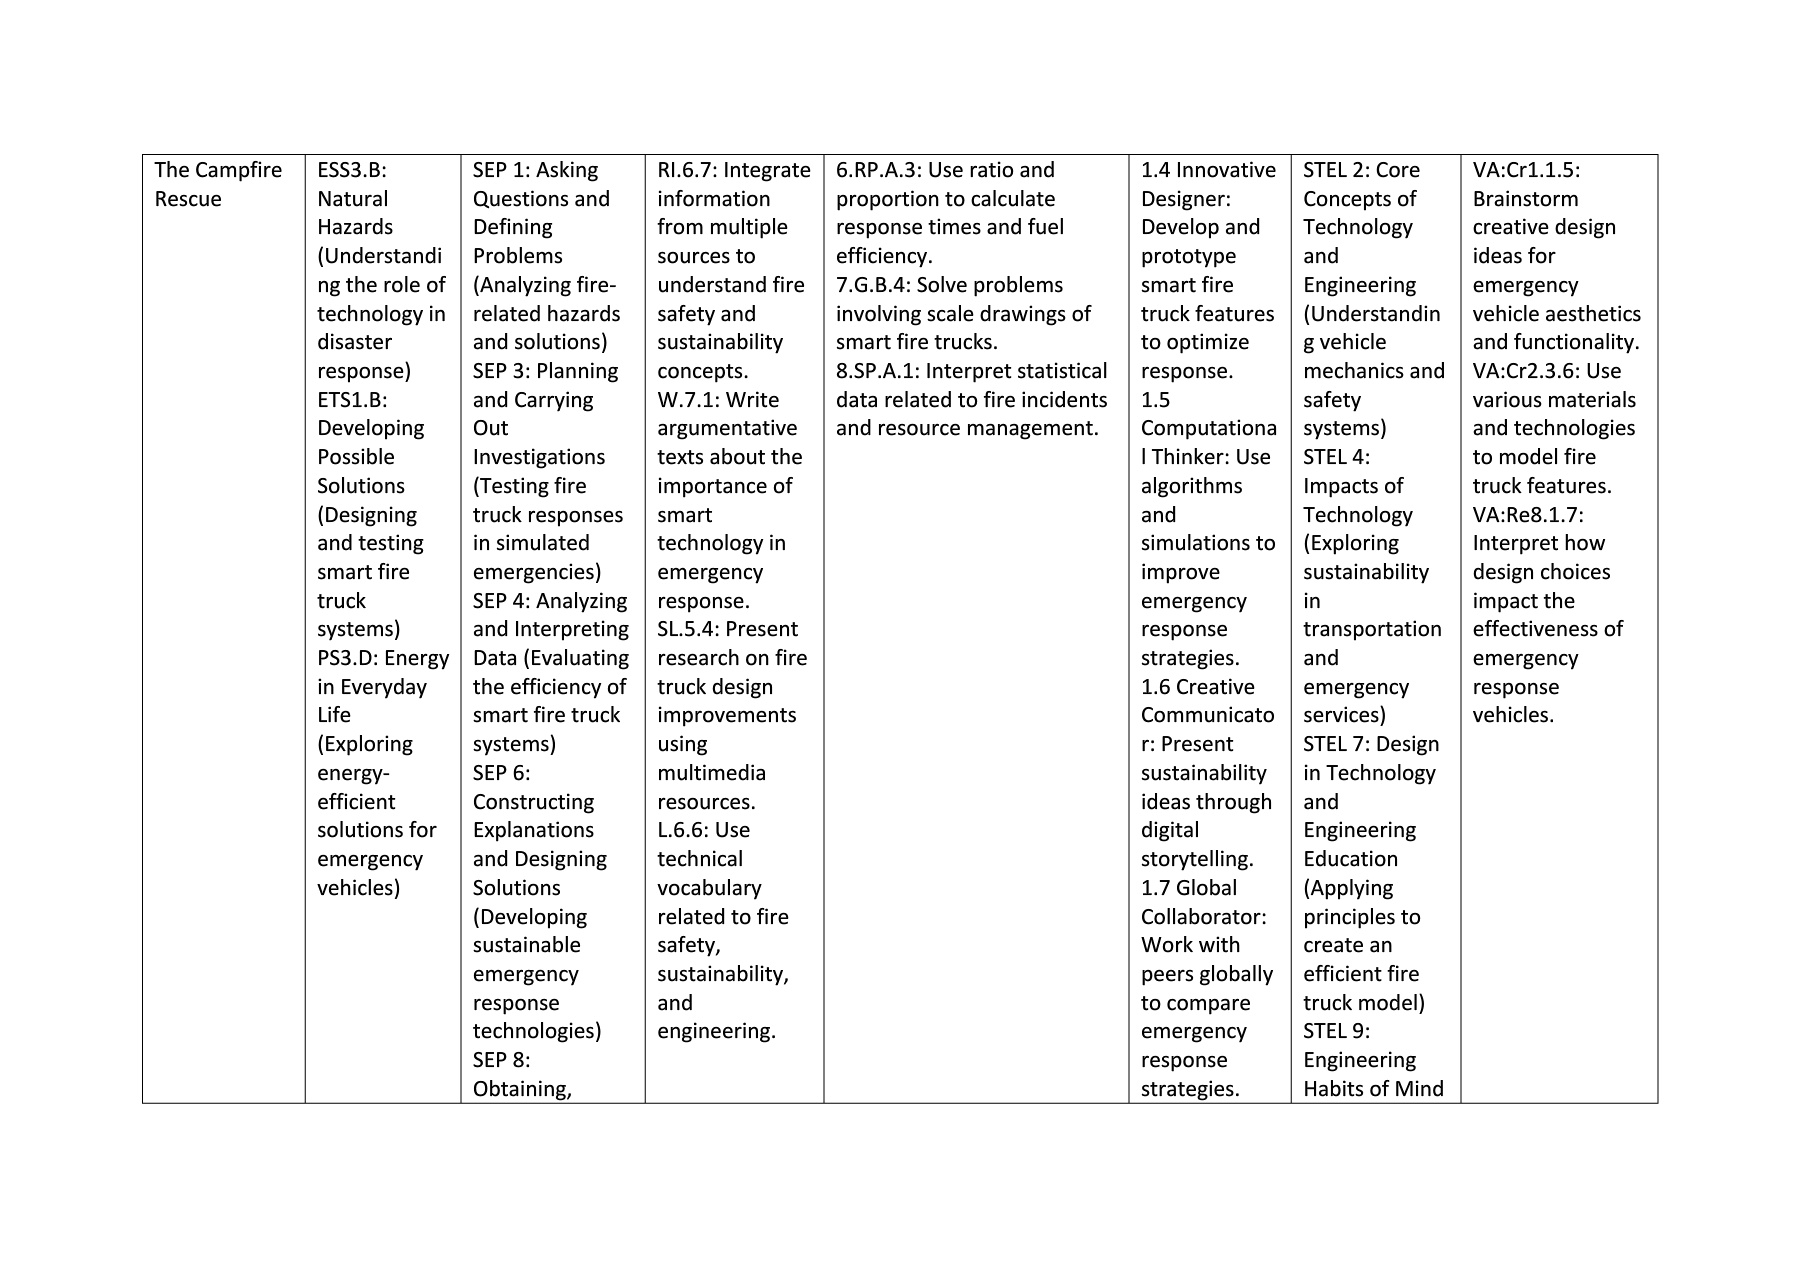 The Campfire
Rescue
ESS3.B:
Natural
Hazards
(Understandi
ng the role of
technology in
disaster
response)
ETS1.B:
Developing
Possible
Solutions
(Designing
and testing
smart fire
truck
systems)
PS3.D: Energy
in Everyday
Life
(Exploring
energy-
efficient
solutions for
emergency
vehicles)
SEP 1: Asking
Questions and
Defining
Problems
(Analyzing fire-
related hazards
and solutions)
SEP 3: Planning
and Carrying
Out
Investigations
(Testing fire
truck responses
in simulated
emergencies)
SEP 4: Analyzing
and Interpreting
Data (Evaluating
the efficiency of
smart fire truck
systems)
SEP 6:
Constructing
Explanations
and Designing
Solutions
(Developing
sustainable
emergency
response
technologies)
SEP 8:
Obtaining,
RI.6.7: Integrate
information
from multiple
sources to
understand fire
safety and
sustainability
concepts.
W.7.1: Write
argumentative
texts about the
importance of
smart
technology in
emergency
response.
SL.5.4: Present
research on fire
truck design
improvements
using
multimedia
resources.
L.6.6: Use
technical
vocabulary
related to fire
safety,
sustainability,
and
engineering.
6.RP.A.3: Use ratio and
proportion to calculate
response times and fuel
efficiency.
7.G.B.4: Solve problems
involving scale drawings of
smart fire trucks.
8.SP.A.1: Interpret statistical
data related to fire incidents
and resource management.
1.4 Innovative
Designer:
Develop and
prototype
smart fire
truck features
to optimize
response.
1.5
Computationa
l Thinker: Use
algorithms
and
simulations to
improve
emergency
response
strategies.
1.6 Creative
Communicato
r: Present
sustainability
ideas through
digital
storytelling.
1.7 Global
Collaborator:
Work with
peers globally
to compare
emergency
response
strategies.
STEL 2: Core
Concepts of
Technology
and
Engineering
(Understandin
g vehicle
mechanics and
safety
systems)
STEL 4:
Impacts of
Technology
(Exploring
sustainability
in
transportation
and
emergency
services)
STEL 7: Design
in Technology
and
Engineering
Education
(Applying
principles to
create an
efficient fire
truck model)
STEL 9:
Engineering
Habits of Mind
VA:Cr1.1.5:
Brainstorm
creative design
ideas for
emergency
vehicle aesthetics
and functionality.
VA:Cr2.3.6: Use
various materials
and technologies
to model fire
truck features.
VA:Re8.1.7:
Interpret how
design choices
impact the
effectiveness of
emergency
response
vehicles.